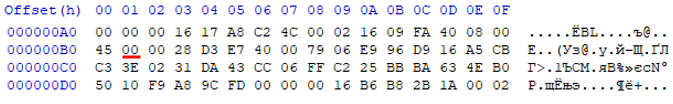 Offset(h) 00 01 02 03 04 05 06 07 08 09 0A 0B 0C 0D 0E 0F
000000A0 00 00 00 16 17 A8 C2 4C 00 02 16 09 FA 40 08 00 .....ЁВL....ъ@..
000000B0 45 00 00 28 D3 E7 40 00 79 06 E9 96 D9 16 A5 CB E..(Уз@.y.й–Щ.ҐЛ
000000C0 C3 3E 02 31 DA 43 CC 06 FF C2 25 BB BA 63 4E B0 Г>.1ЪCМ.яВ%»єcN°
000000D0 50 10 F9 A8 9C FD 00 00 00 16 B6 B8 2B 1A 00 02 P.щЁњэ....¶ё+...